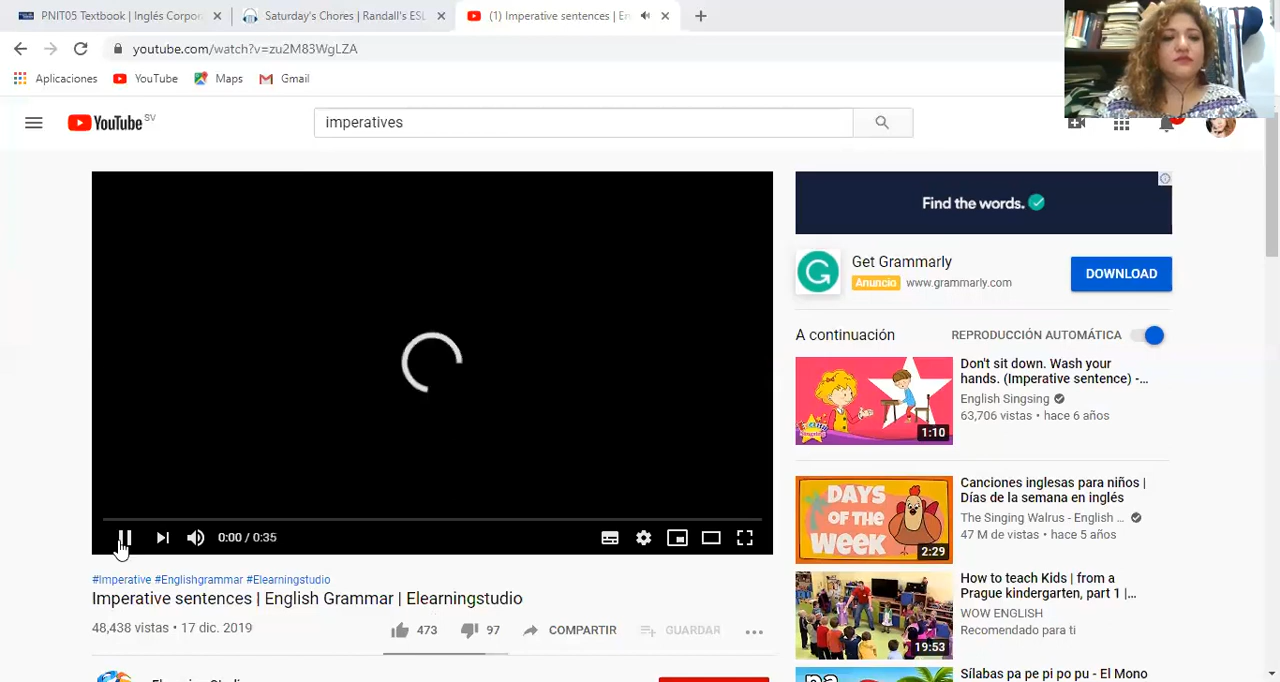 PNIT05 Textbook | Inglés Corpor
Saturday's Chores | Randall's ESL
(1) Imperative sentences | En
youtube.com/watch?v=zu2M83WgLZA
Aplicaciones
YouTube
Maps
Gmail
YouTube SV
imperatives
Find the words.
Get Grammarly
Anuncio www.grammarly.com
DOWNLOAD
A continuación
REPRODUCCIÓN AUTOMÁTICA
Don't sit down. Wash your
hands. (Imperative sentence) -...
English Singsing
63,706 vistas • hace 6 años
1:10
Canciones inglesas para niños |
Días de la semana en inglés
The Singing Walrus - English ...
47 M de vistas • hace 5 años
DAYS
OF THE
WEEK
2:29
0:00 / 0:35
How to teach Kids | from a
Prague kindergarten, part 1 |...
WOW ENGLISH
Recomendado para ti
19:53
#Imperative #Englishgrammar #Elearningstudio
Imperative sentences | English Grammar | Elearningstudio
48,438 vistas • 17 dic. 2019
473
97
COMPARTIR
GUARDAR
Sílabas pa pe pi po pu - El Mono